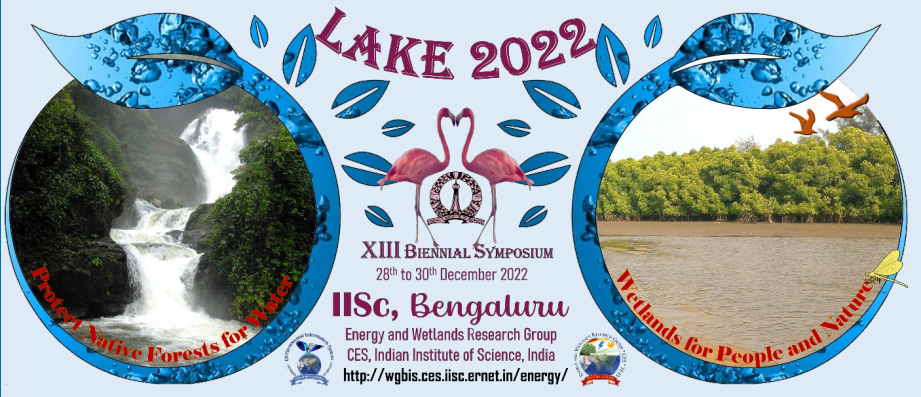 LAKE 2022
XIII BIENNIAL SYMPOSIUM
28th to 30th December 2022
IISc, Bengaluru
Energy and Wetlands Research Group
CES, Indian Institute of Science, India
http://wgbis.ces.iisc.ernet.in/energy/
Protect Native Forests for Water
Wetlands for People and Nature